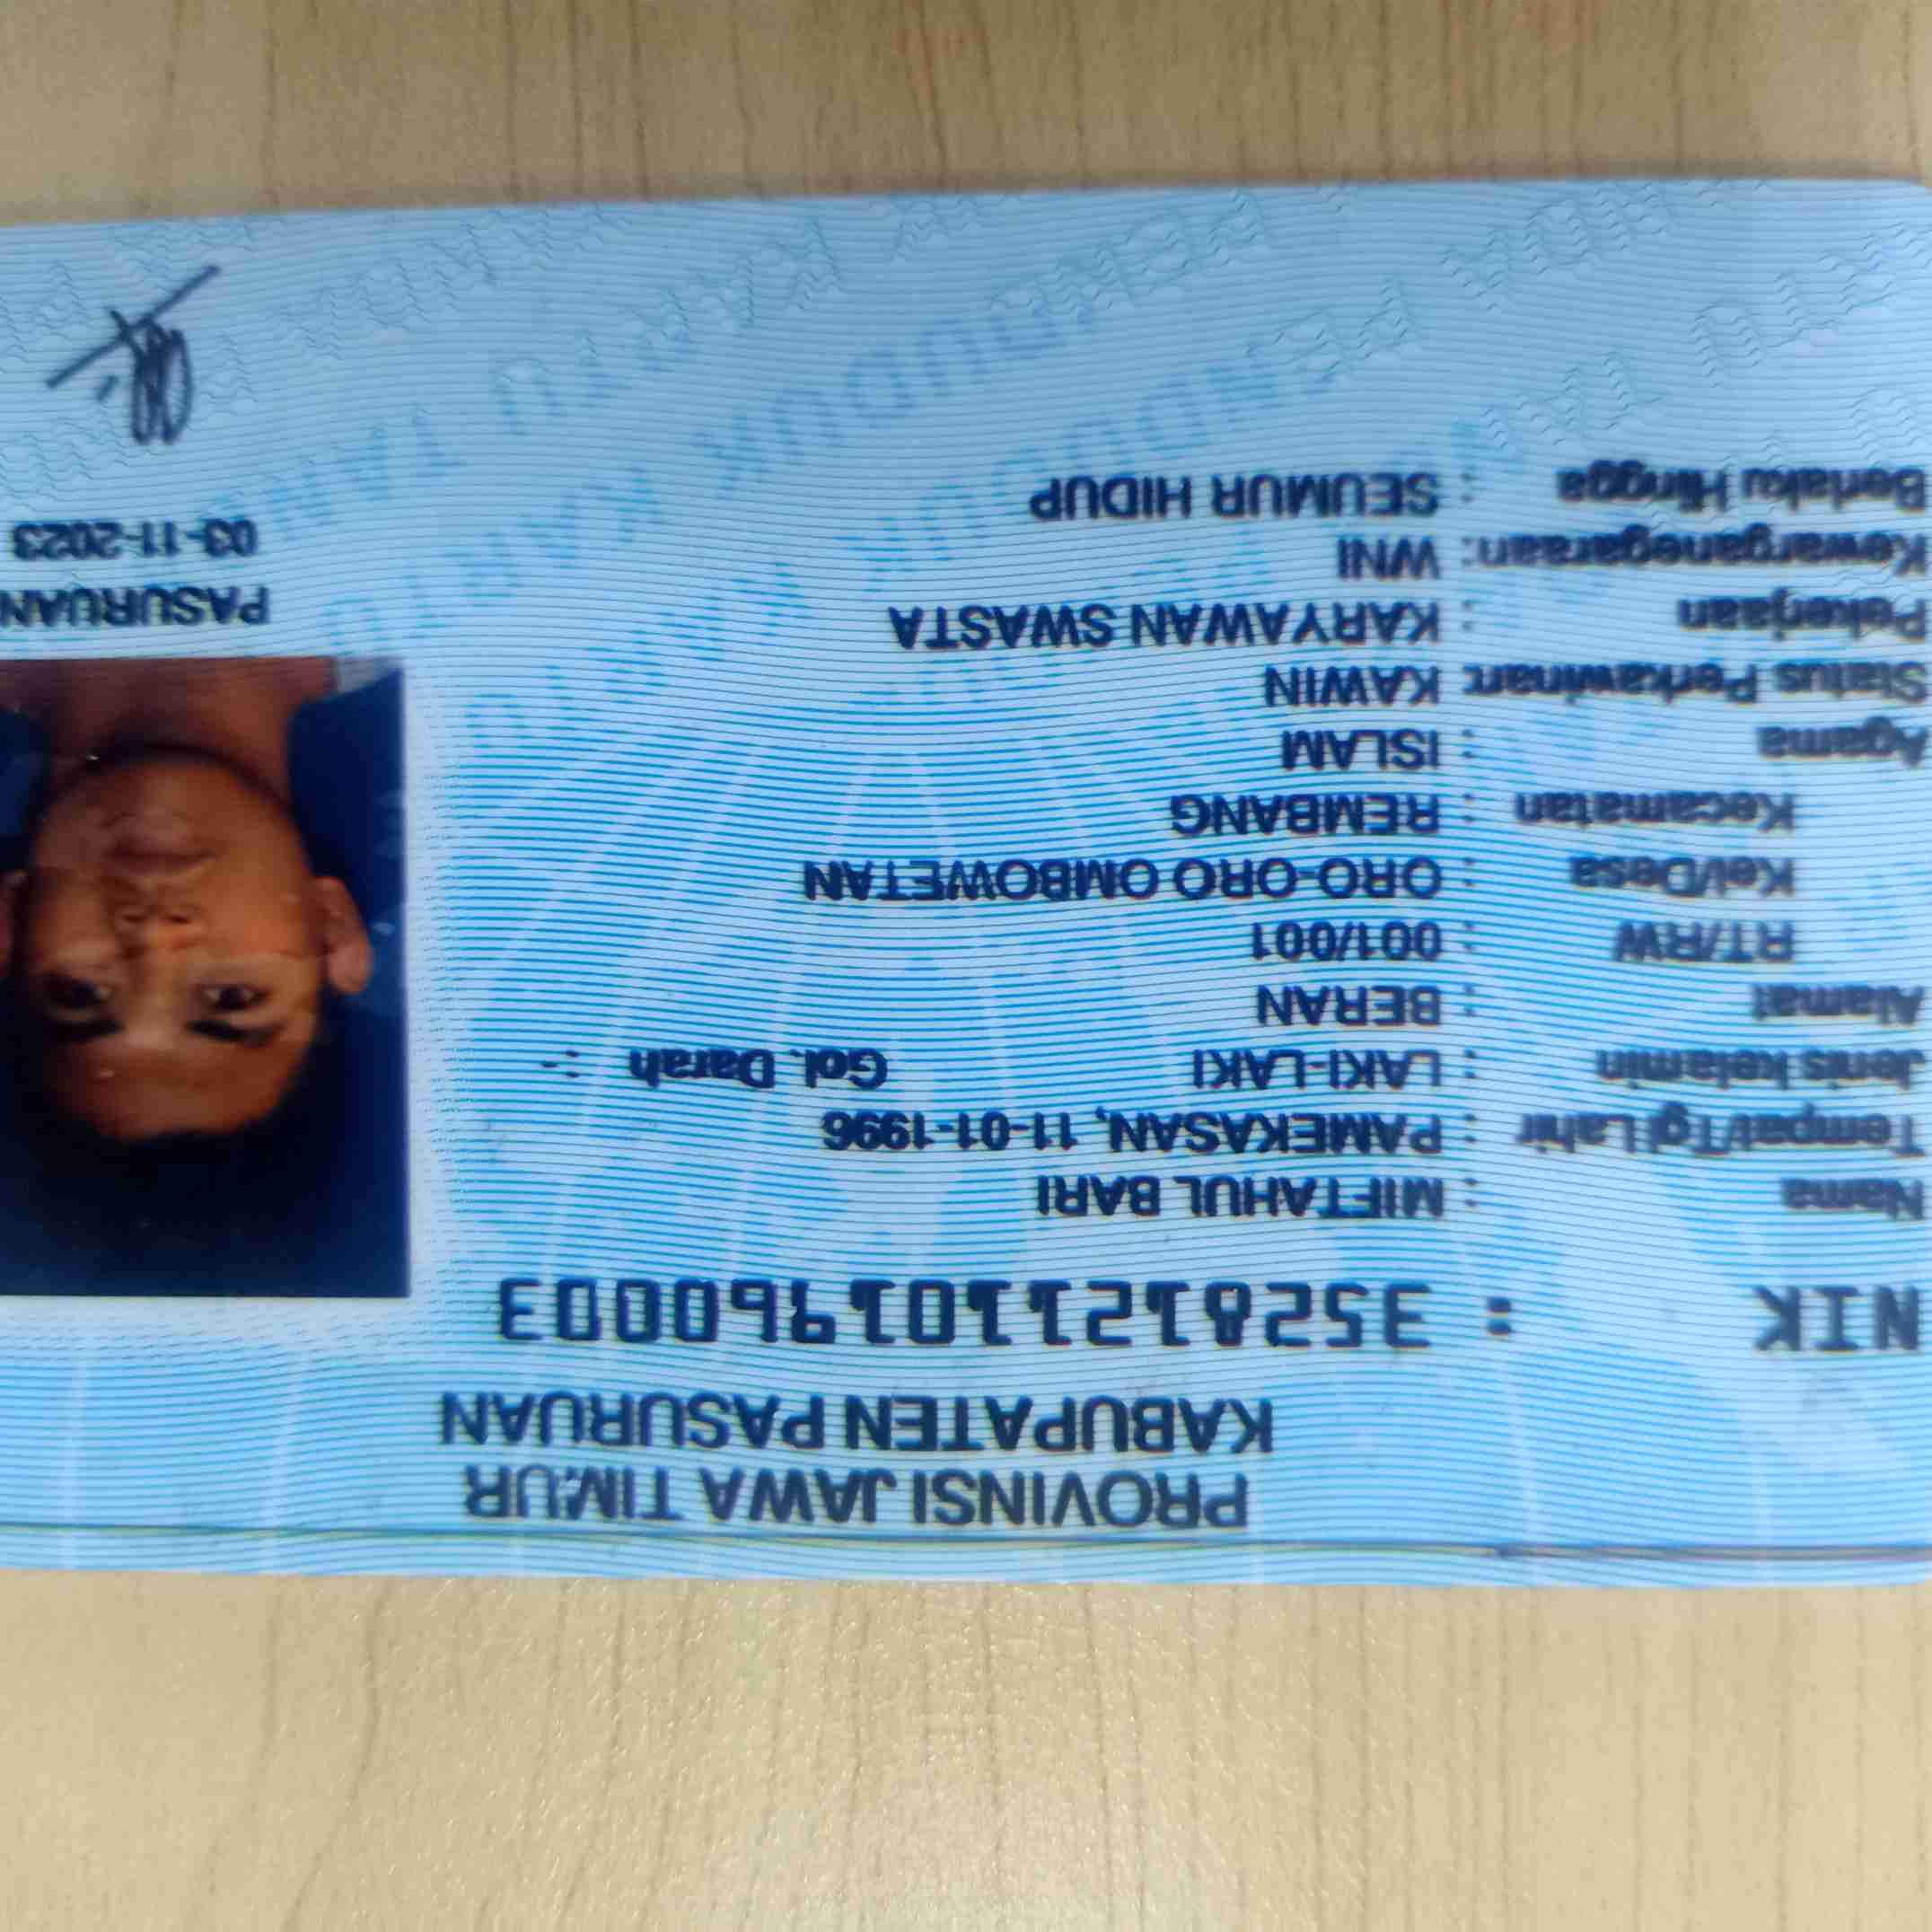 PROVINSI JAWA TIMUR
KABUPATEN PASURUAN
NIK : 3528121101960003
Nama : MIFTAHUL BARI
Tempat/Tgl Lahir : PAMEKASAN, 11-01-1996
Jenis kelamin : LAKI-LAKI Gol. Darah :-
Alamat : BERAN
RT/RW : 001/001
Kel/Desa : ORO-ORO OMBOWETAN
Kecamatan : REMBANG
Agama : ISLAM
Status Perkawinan: KAWIN
Pekerjaan : KARYAWAN SWASTA
Kewarganegaraan: WNI
Berlaku Hingga : SEUMUR HIDUP
PASURUAN
03-11-2023